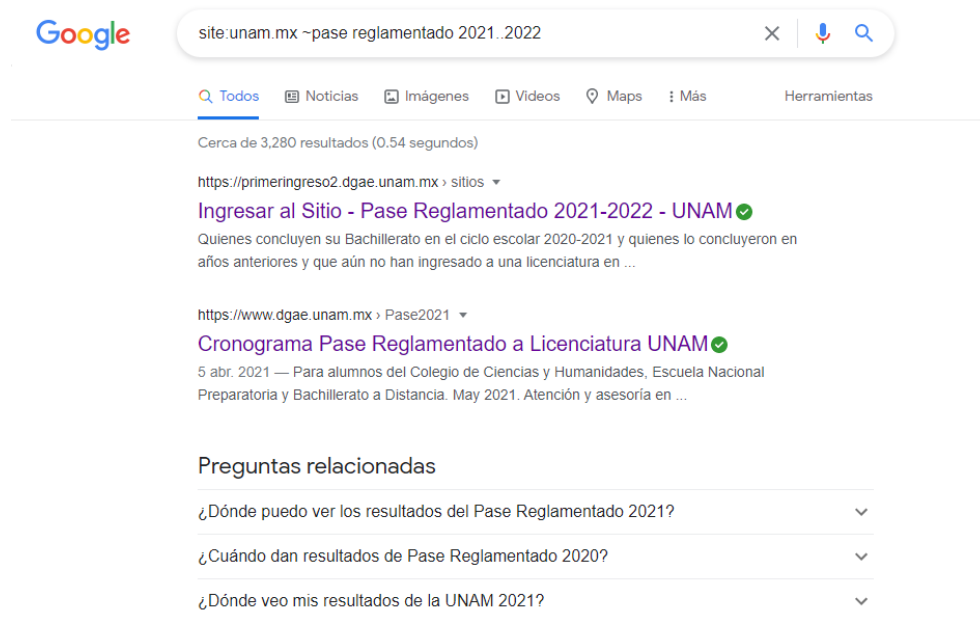 Google
site:unam.mx ~pase reglamentado 2021..2022
Todos Noticias Imágenes Videos Maps Más Herramientas
Cerca de 3,280 resultados (0.54 segundos)
https://primeringreso2.dgae.unam.mx › sitios
Ingresar al Sitio - Pase Reglamentado 2021-2022 - UNAM
Quienes concluyen su Bachillerato en el ciclo escolar 2020-2021 y quienes lo concluyeron en
años anteriores y que aún no han ingresado a una licenciatura en ...
https://www.dgae.unam.mx › Pase2021
Cronograma Pase Reglamentado a Licenciatura UNAM
5 abr. 2021 — Para alumnos del Colegio de Ciencias y Humanidades, Escuela Nacional
Preparatoria y Bachillerato a Distancia. May 2021. Atención y asesoría en ...
Preguntas relacionadas
¿Dónde puedo ver los resultados del Pase Reglamentado 2021?
¿Cuándo dan resultados de Pase Reglamentado 2020?
¿Dónde veo mis resultados de la UNAM 2021?